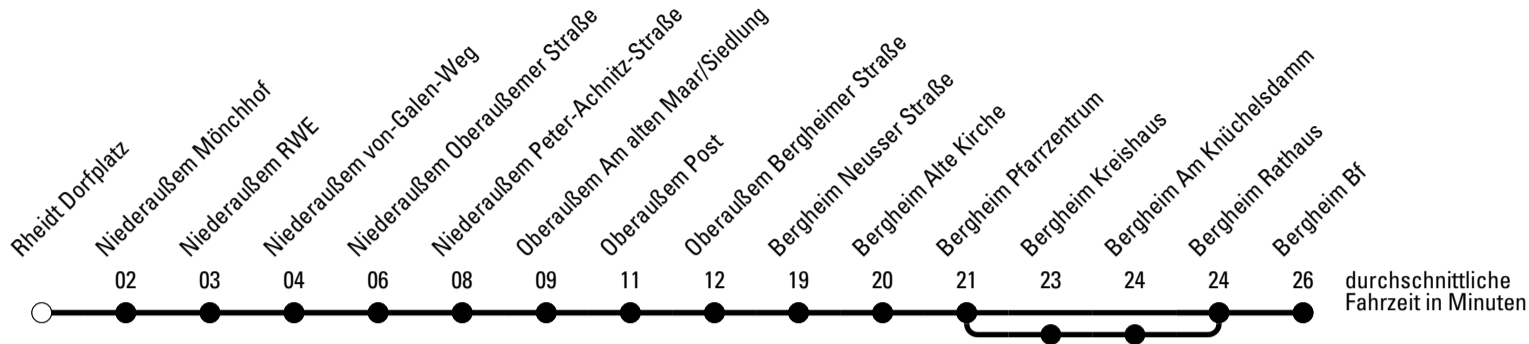 Rheidt Dorfplatz
Niederaußem Mönchhof
Niederaußem RWE
Niederaußem von-Galen-Weg
Niederaußem Oberaußemer Straße
Niederaußem Peter-Achnitz-Straße
Oberaußem Am alten Maar/Siedlung
Oberaußem Post
Oberaußem Bergheimer Straße
Bergheim Neusser Straße
Bergheim Alte Kirche
Bergheim Pfarrzentrum
Bergheim Kreishaus
Bergheim Am Knüchelsdamm
Bergheim Rathaus
Bergheim Bf
02 03 04 06 08 09 11 12 19 20 21 23 24 24 26 durchschnittliche
Fahrzeit in Minuten